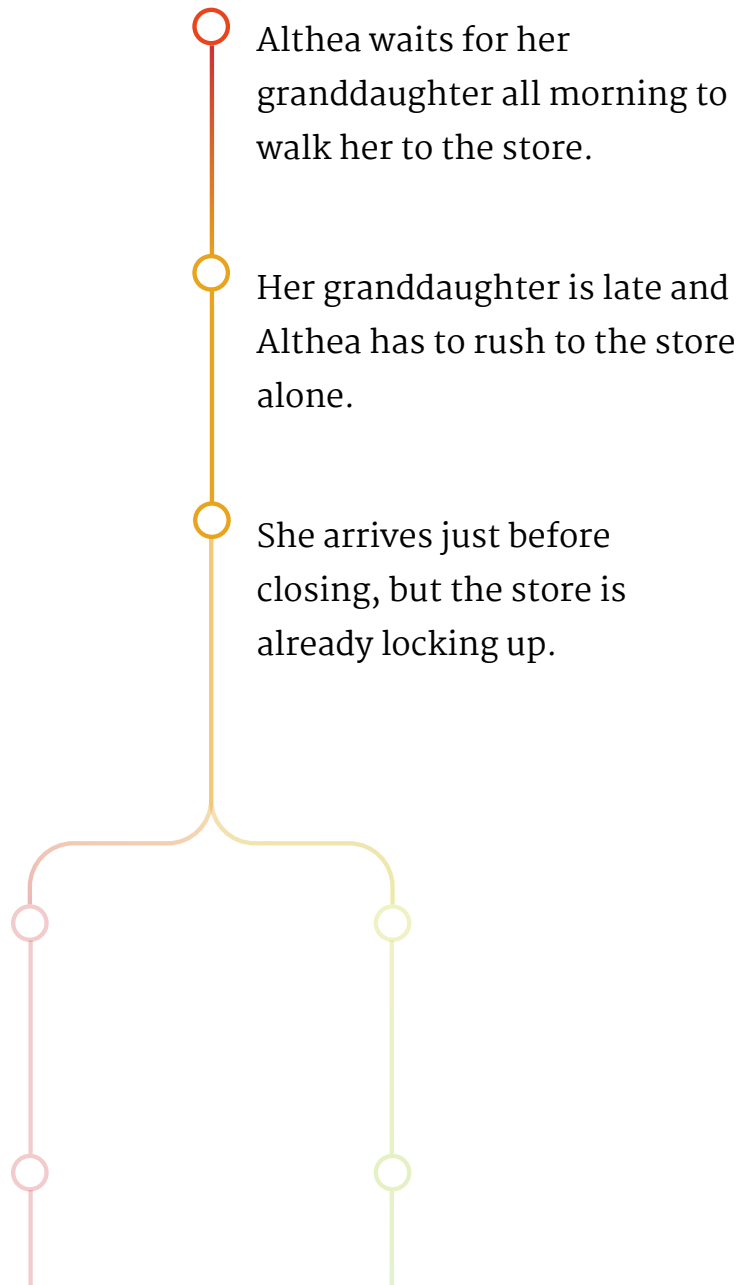 Althea waits for her
granddaughter all morning to
walk her to the store.
Her granddaughter is late and
Althea has to rush to the store
alone.
She arrives just before
closing, but the store is
already locking up.